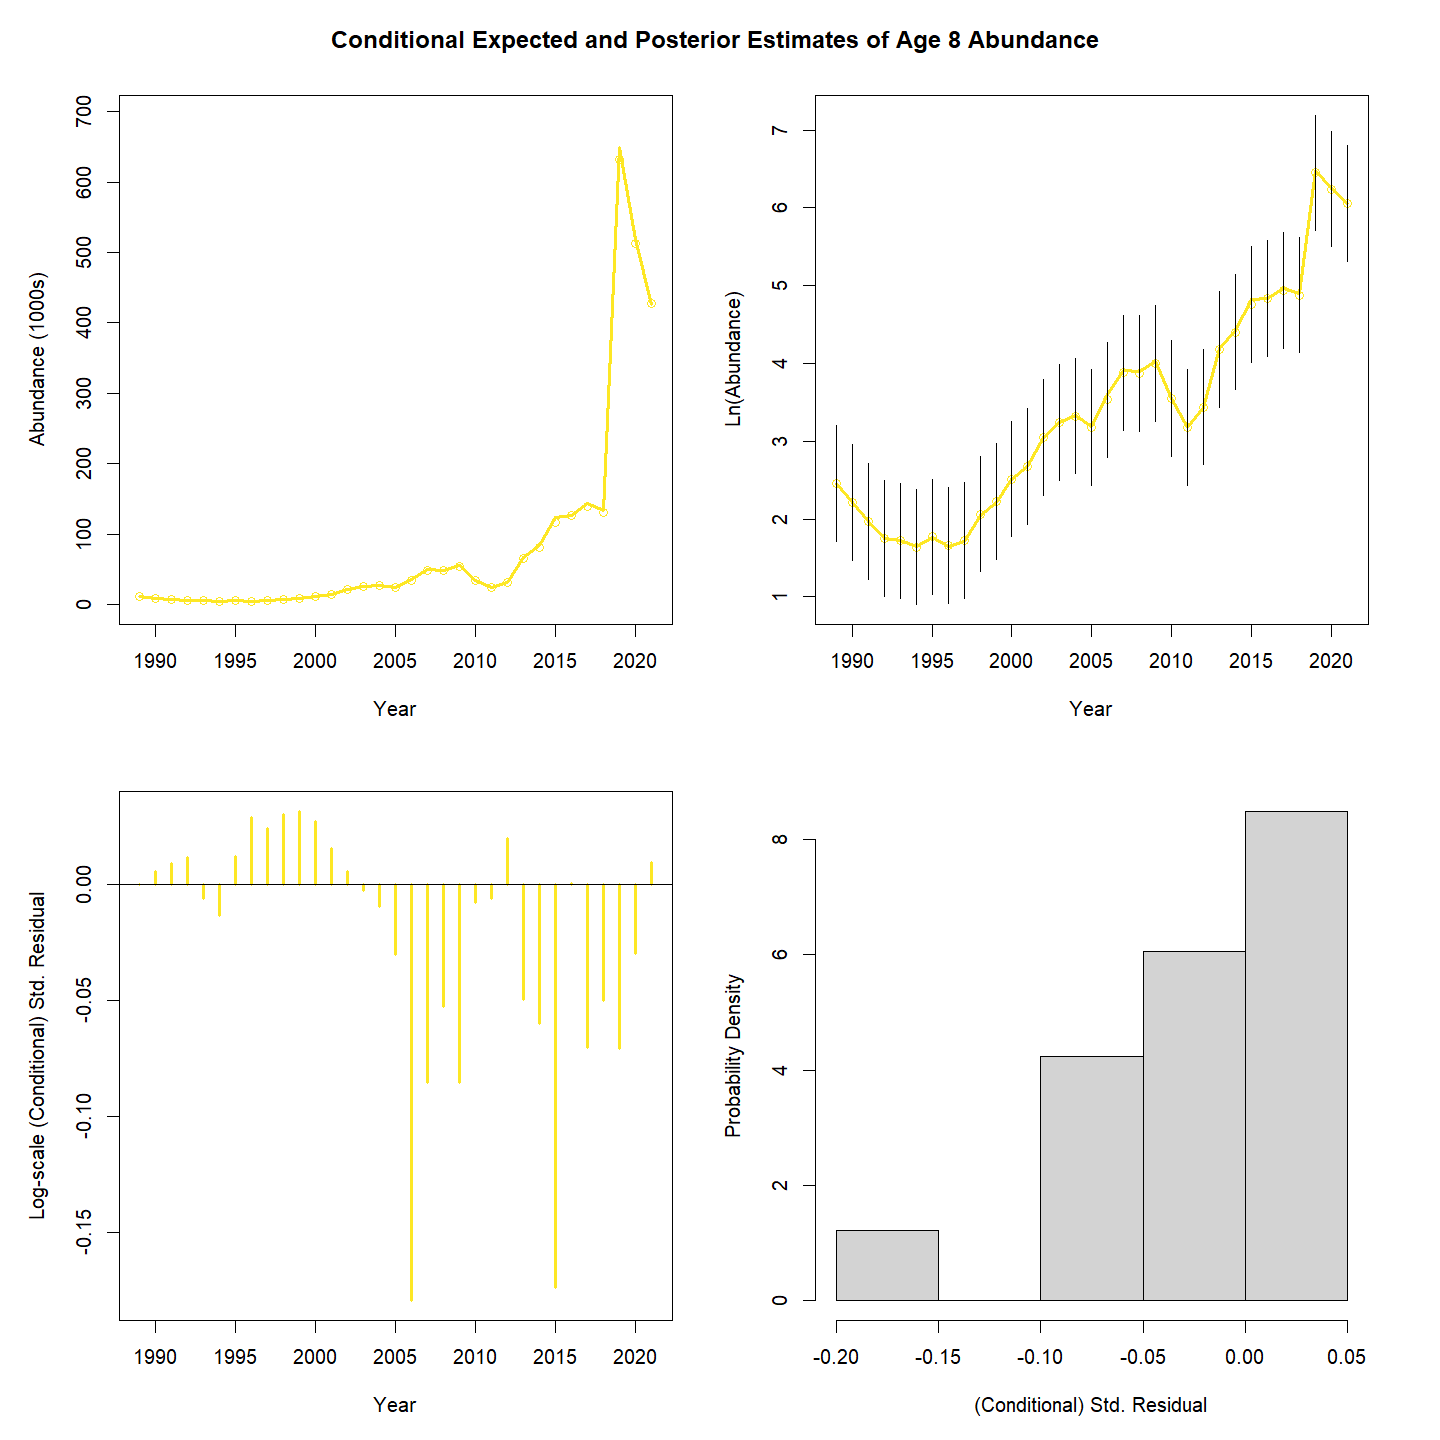 Conditional Expected and Posterior Estimates of Age 8 Abundance
Abundance (1000s)
700
600
500
400
300
200
100
0
1990 1995 2000 2005 2010 2015 2020
Year
Ln(Abundance)
7
6
5
4
3
2
1
1990 1995 2000 2005 2010 2015 2020
Year
Log-scale (Conditional) Std. Residual
0.00
-0.05
-0.10
-0.15
1990 1995 2000 2005 2010 2015 2020
Year
Probability Density
8
6
4
2
0
-0.20 -0.15 -0.10 -0.05 0.00 0.05
(Conditional) Std. Residual